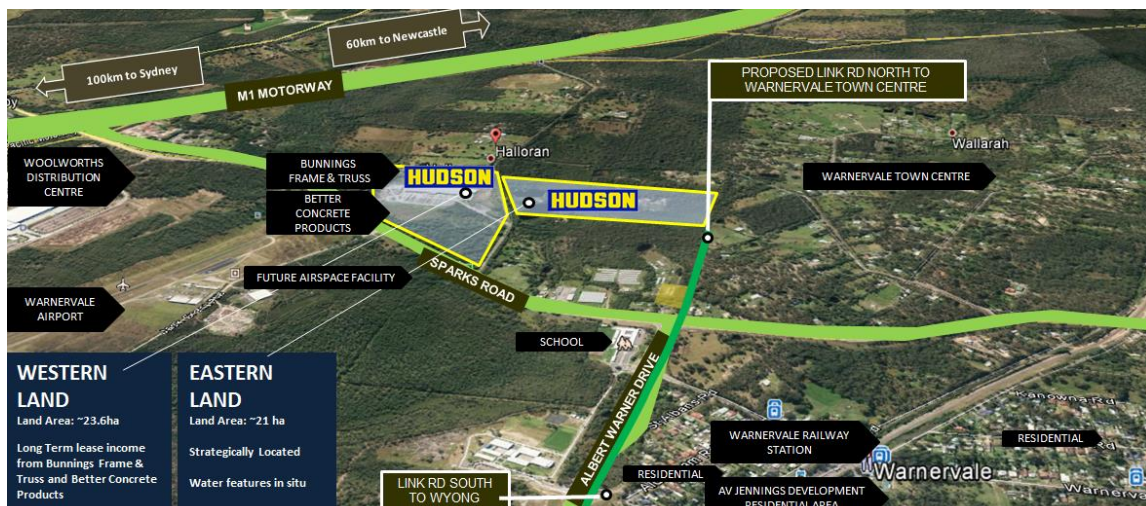 60km to Newcastle
100km to Sydney
M1 MOTORWAY
PROPOSED LINK RD NORTH TO
WARNERVALE TOWN CENTRE
WOOLWORTHS
DISTRIBUTION
CENTRE
BUNNINGS
FRAME & TRUSS
Halloran
HUDSON
HUDSON
BETTER
CONCRETE
PRODUCTS
Wallarah
WARNERVALE TOWN CENTRE
FUTURE AIRSPACE FACILITY
SPARKS ROAD
WARNERVALE
AIRPORT
SCHOOL
ALBERT WARNER DRIVE
WESTERN
LAND
Land Area: ~23.6ha
Long Term lease income
from Bunnings Frame &
Truss and Better Concrete
Products
EASTERN
LAND
Land Area: ~21 ha
Strategically Located
Water features in situ
LINK RD SOUTH
TO WYONG
RESIDENTIAL
WARNERVALE RAILWAY
STATION
Warnervale
AV JENNINGS DEVELOPMENT
RESIDENTIAL AREA
RESIDENTIAL
Kanowna Rd